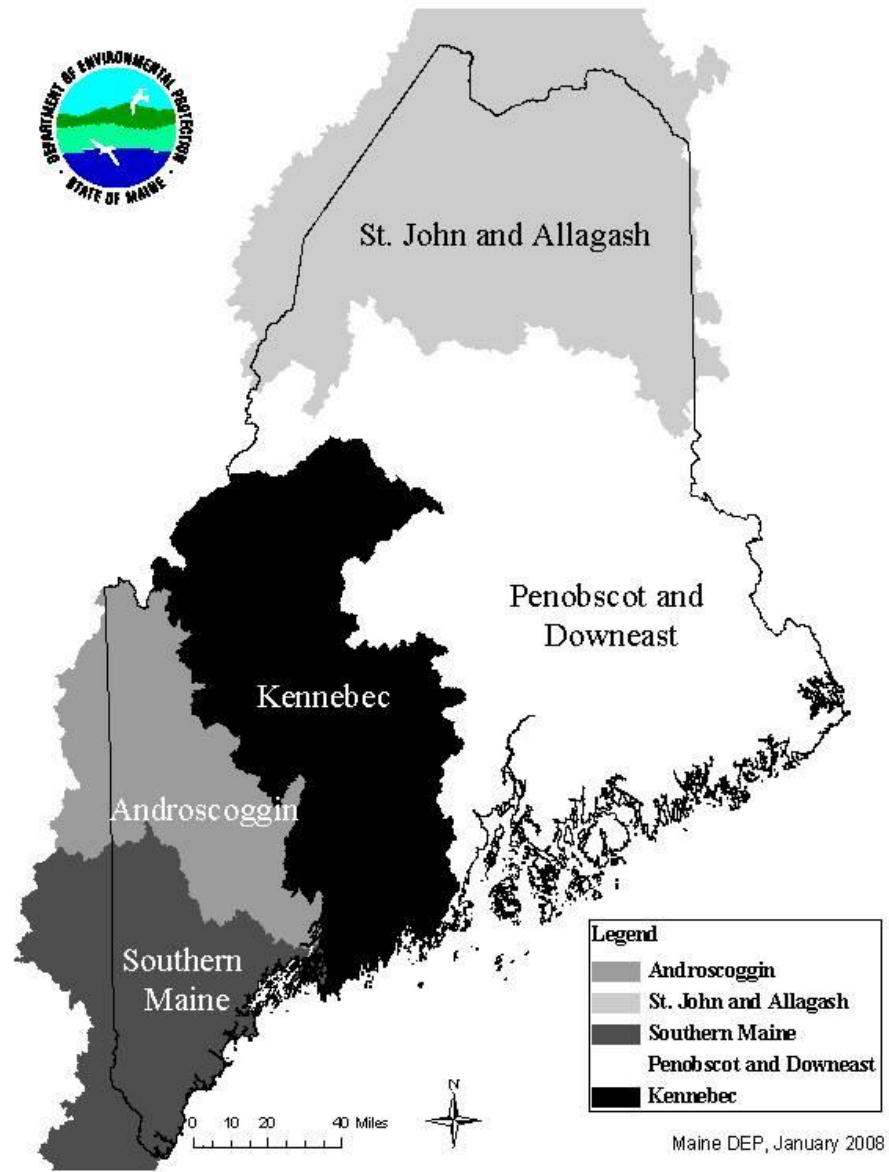 DEPARTMENT OF ENVIRONMENTAL PROTECTION
· STATE OF MAINE ·
St. John and Allagash
Penobscot and
Downeast
Kennebec
Androscoggin
Southern
Maine
Legend
Androscoggin
St. John and Allagash
Southern Maine
Penobscot and Downeast
Kennebec
N
0 10 20 40 Miles
Maine DEP, January 2008